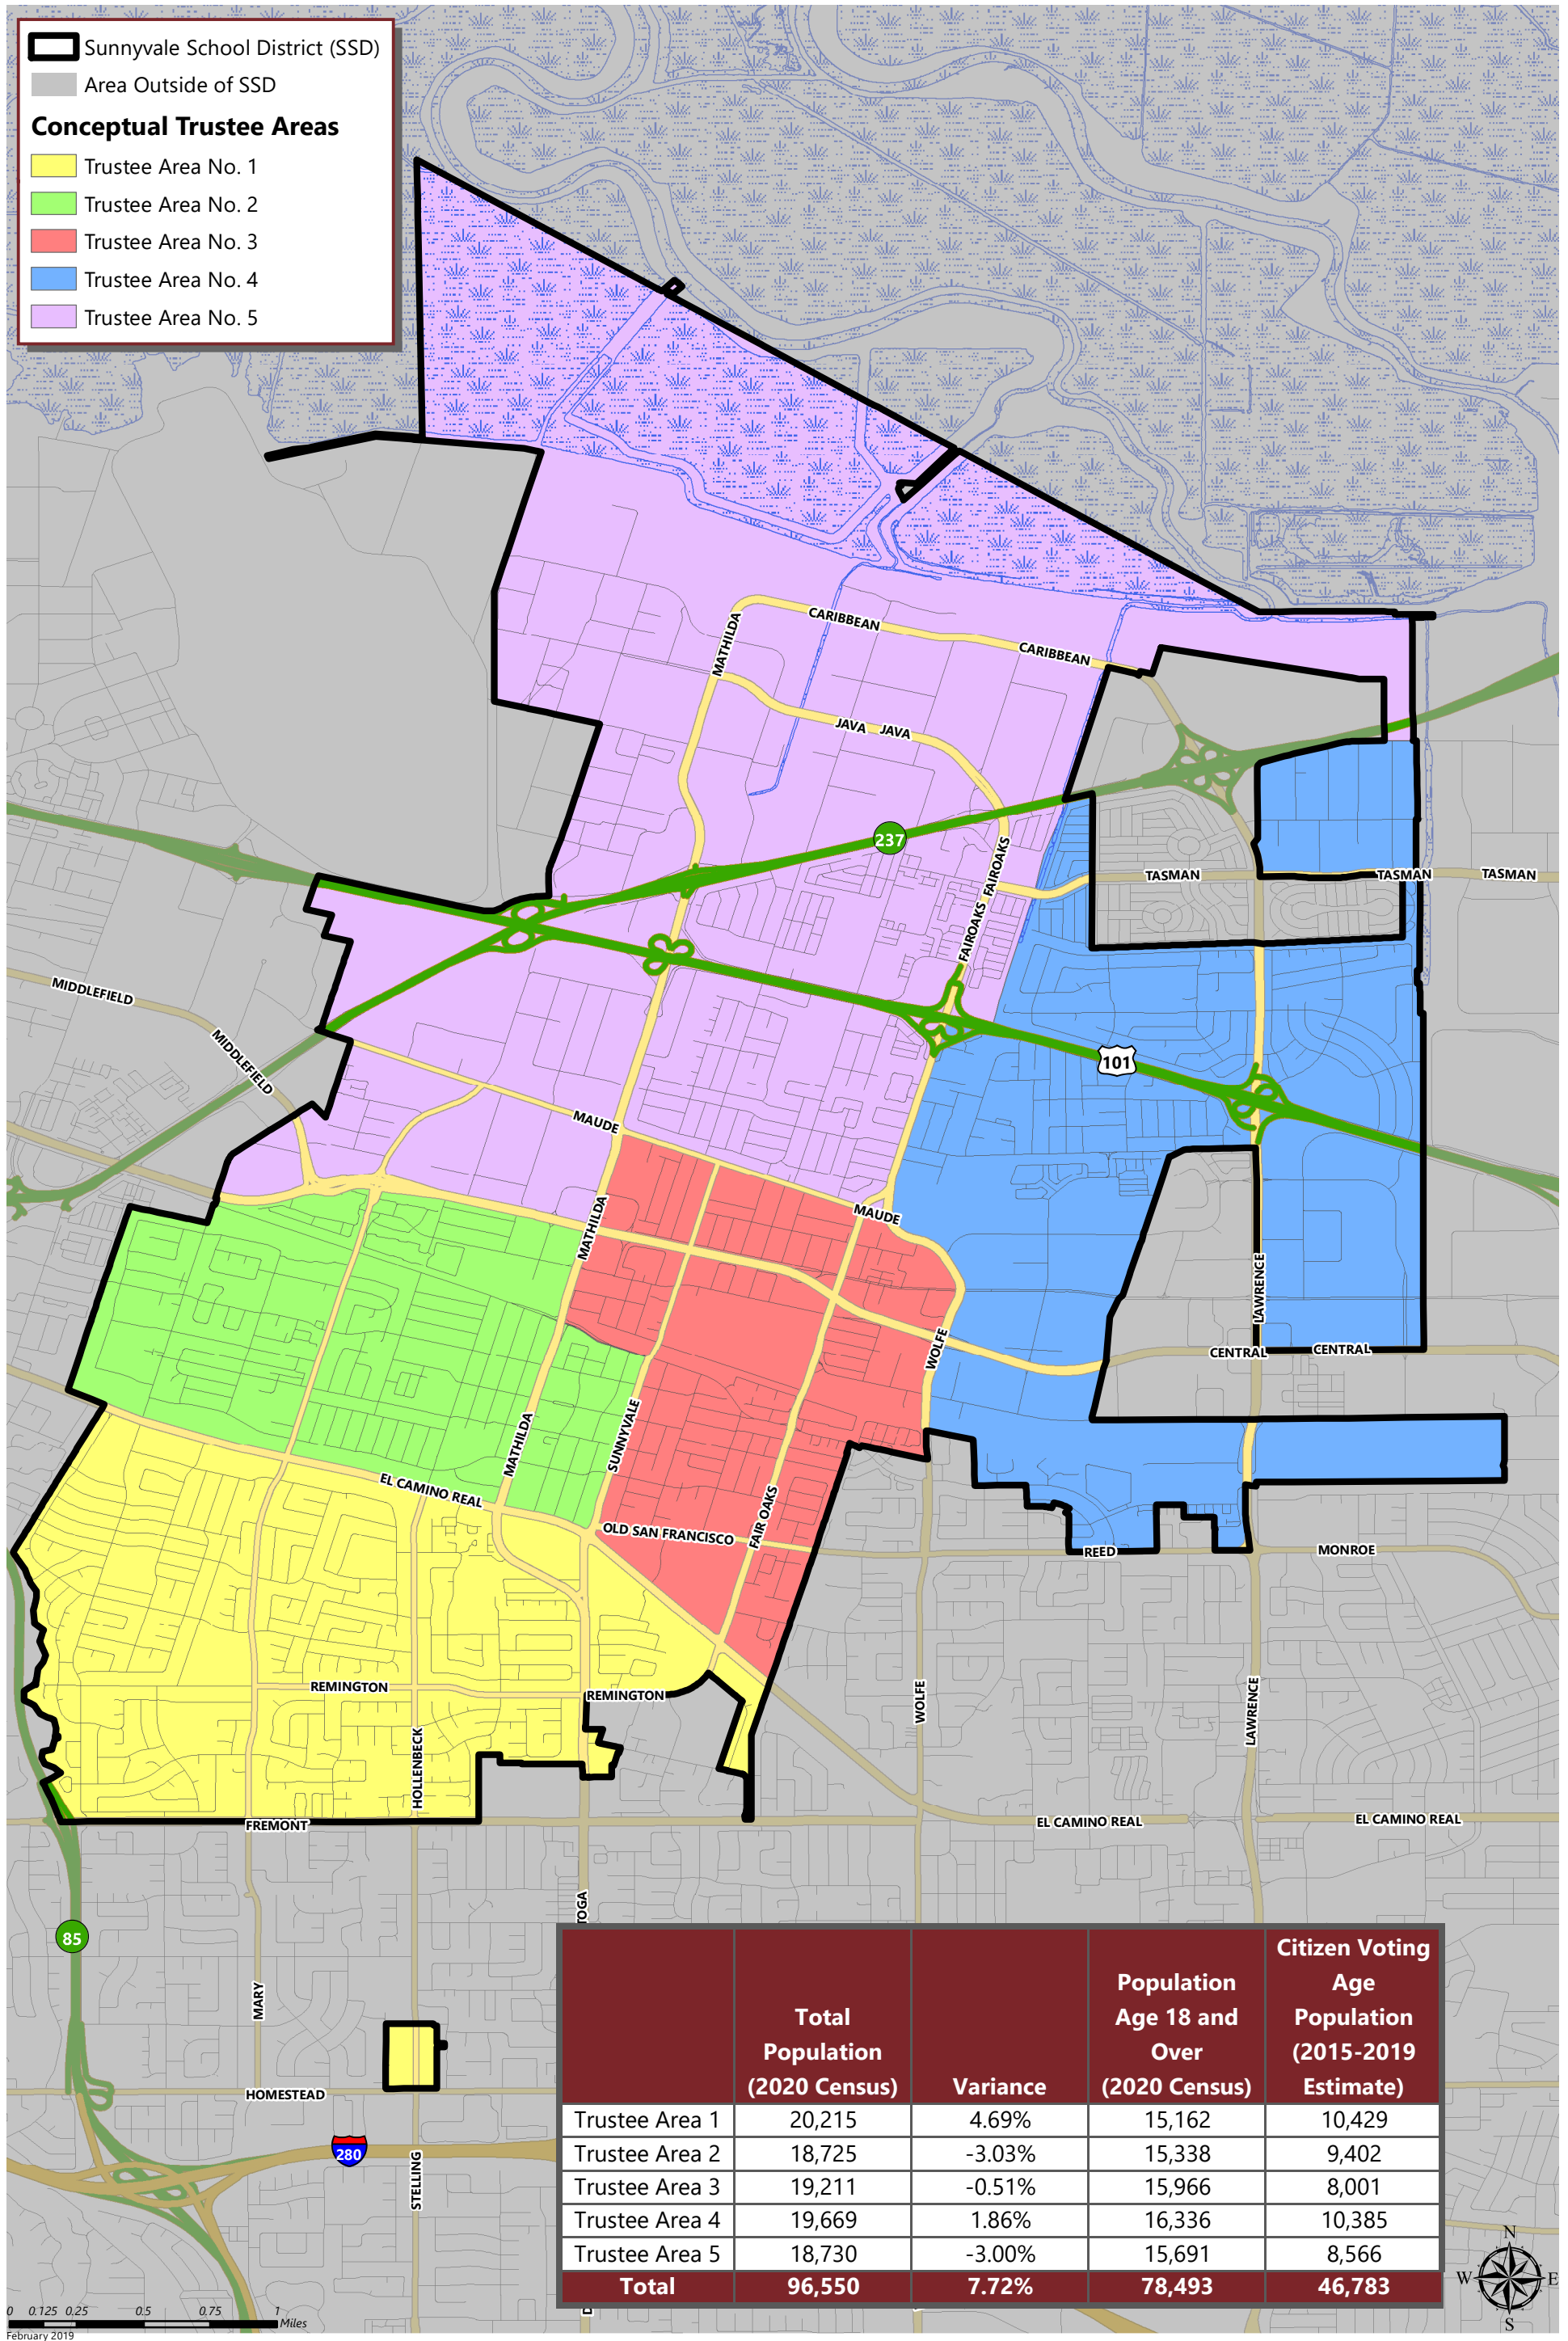 Sunnyvale School District (SSD)
Area Outside of SSD
Conceptual Trustee Areas
Trustee Area No. 1
Trustee Area No. 2
Trustee Area No. 3
Trustee Area No. 4
Trustee Area No. 5
CARIBBEAN
MATHILDA
CARIBBEAN
JAVA
JAVA
237
FAIROAKS
TASMAN
TASMAN
TASMAN
FAIROAKS
MIDDLEFIELD
MIDDLEFIELD
101
MAUDE
MAUDE
MATHILDA
LAWRENCE
WOLFE
CENTRAL
CENTRAL
SUNNYVALE
MATHILDA
EL CAMINO REAL
OLD SAN FRANCISCO
FAIR OAKS
REED
MONROE
REMINGTON
REMINGTON
WOLFE
LAWRENCE
HOLLENBECK
FREMONT
EL CAMINO REAL
EL CAMINO REAL
TOGA
85
MARY
HOMESTEAD
280
STELLING
Total Population (2020 Census)
Variance
Population Age 18 and Over (2020 Census)
Citizen Voting Age Population (2015-2019 Estimate)
Trustee Area 1 20,215 4.69% 15,162 10,429
Trustee Area 2 18,725 -3.03% 15,338 9,402
Trustee Area 3 19,211 -0.51% 15,966 8,001
Trustee Area 4 19,669 1.86% 16,336 10,385
Trustee Area 5 18,730 -3.00% 15,691 8,566
Total 96,550 7.72% 78,493 46,783
N
W E
S
0 0.125 0.25 0.5 0.75 1
Miles
February 2019